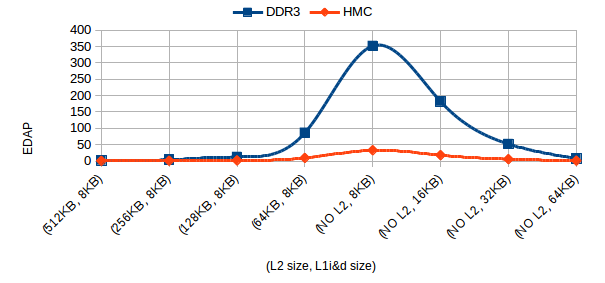 DDR3 HMC
400
350
300
250
200
150
100
50
0
EDAP
(512KB, 8KB)
(256KB, 8KB)
(128KB, 8KB)
(64KB, 8KB)
(NO L2, 8KB)
(NO L2, 16KB)
(NO L2, 32KB)
(NO L2, 64KB)
(L2 size, L1i&d size)